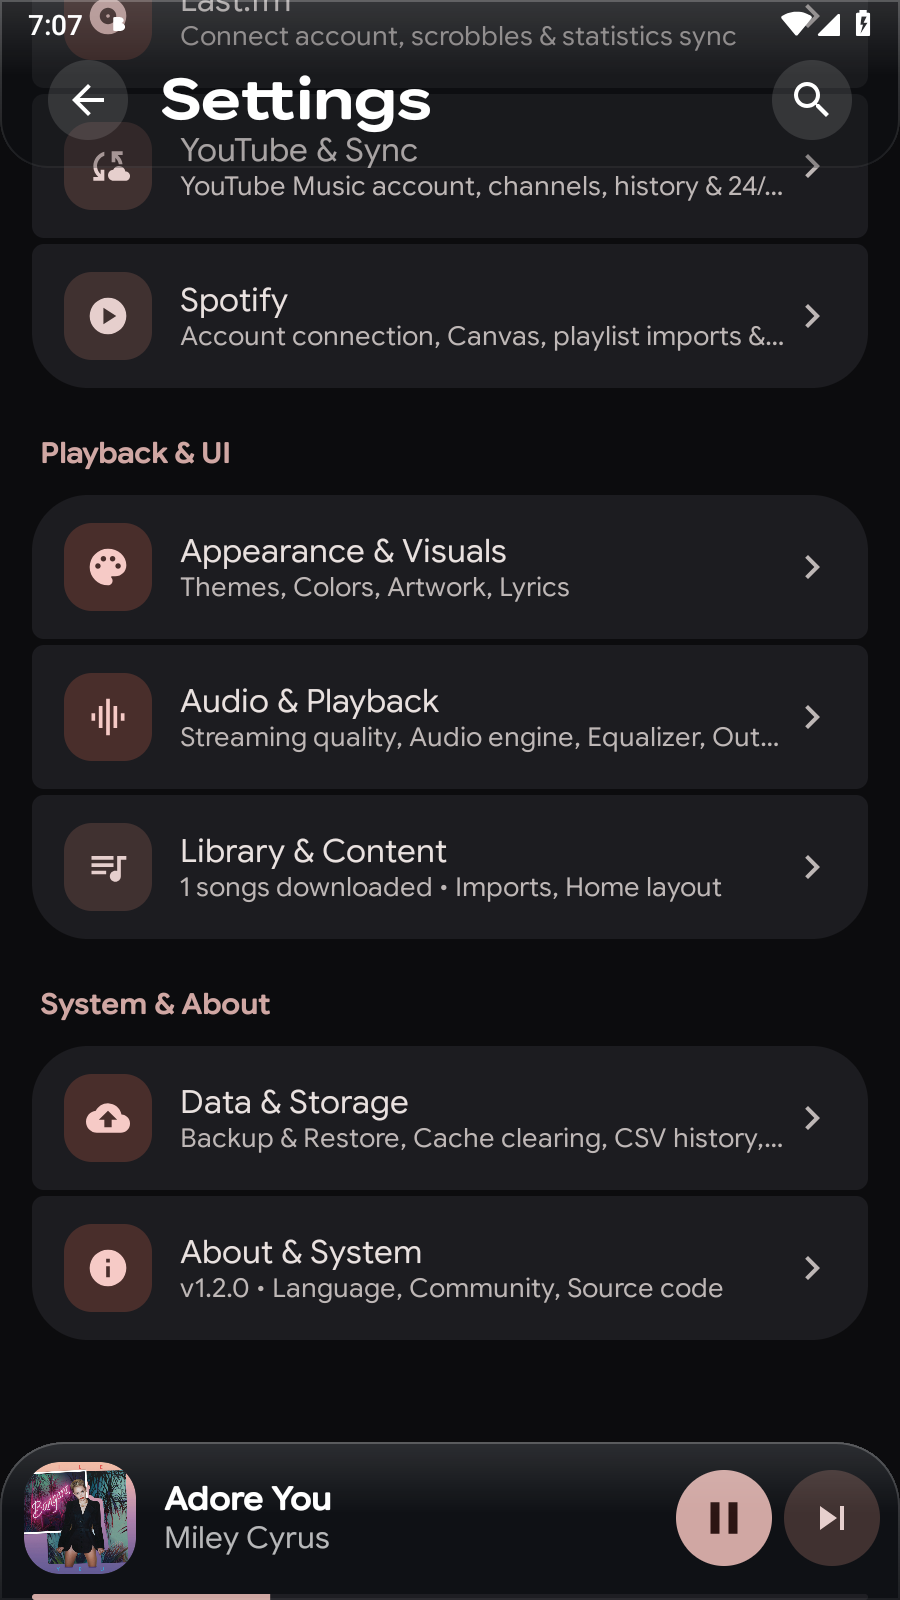 7:07
Last.fm
Connect account, scrobbles & statistics sync
Settings
YouTube & Sync
YouTube Music account, channels, history & 24/...
Spotify
Account connection, Canvas, playlist imports &...
Playback & UI
Appearance & Visuals
Themes, Colors, Artwork, Lyrics
Audio & Playback
Streaming quality, Audio engine, Equalizer, Out...
Library & Content
1 songs downloaded • Imports, Home layout
System & About
Data & Storage
Backup & Restore, Cache clearing, CSV history,...
About & System
v1.2.0 • Language, Community, Source code
Bangerz
Adore You
Miley Cyrus